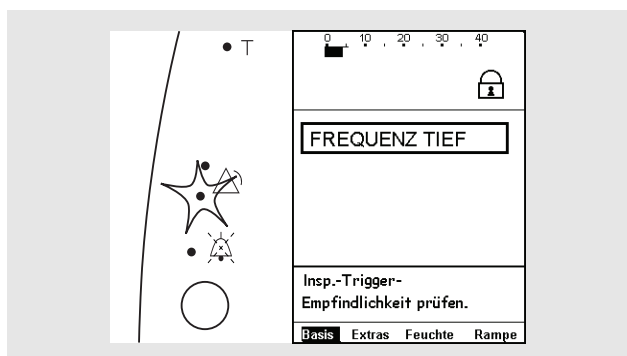 T
0 10 20 30 40
FREQUENZ TIEF
Insp.-Trigger-
Empfindlichkeit prüfen.
Basis Extras Feuchte Rampe